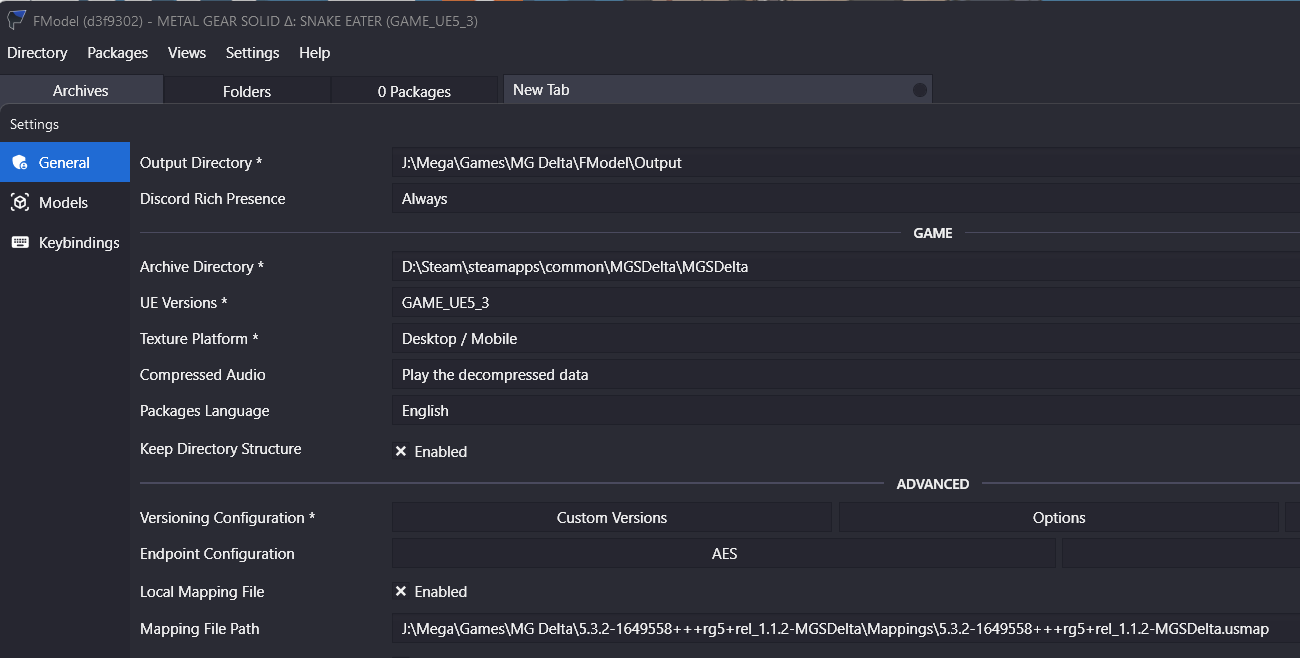 FModel (d3f9302) - METAL GEAR SOLID Δ: SNAKE EATER (GAME_UE5_3)
Directory Packages Views Settings Help
Archives Folders 0 Packages New Tab
Settings
General
Models
Keybindings
Output Directory * J:\Mega\Games\MG Delta\FModel\Output
Discord Rich Presence Always
GAME
Archive Directory * D:\Steam\steamapps\common\MGSDelta\MGSDelta
UE Versions * GAME_UE5_3
Texture Platform * Desktop / Mobile
Compressed Audio Play the decompressed data
Packages Language English
Keep Directory Structure Enabled
ADVANCED
Versioning Configuration * Custom Versions Options
Endpoint Configuration AES
Local Mapping File Enabled
Mapping File Path J:\Mega\Games\MG Delta\5.3.2-1649558+++rg5+rel_1.1.2-MGSDelta\Mappings\5.3.2-1649558+++rg5+rel_1.1.2-MGSDelta.usmap